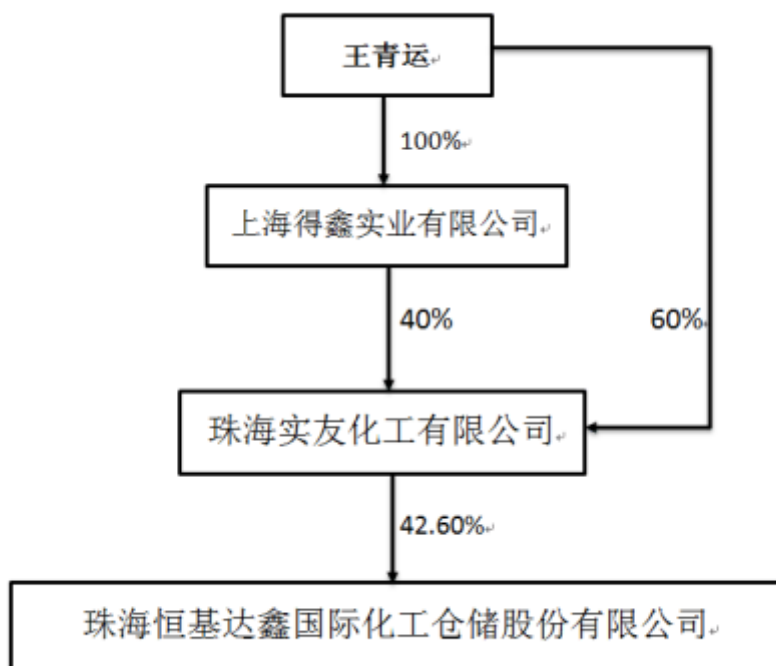 王青运
100%
上海得鑫实业有限公司
40%
60%
珠海实友化工有限公司
42.60%
珠海恒基达鑫国际化工仓储股份有限公司